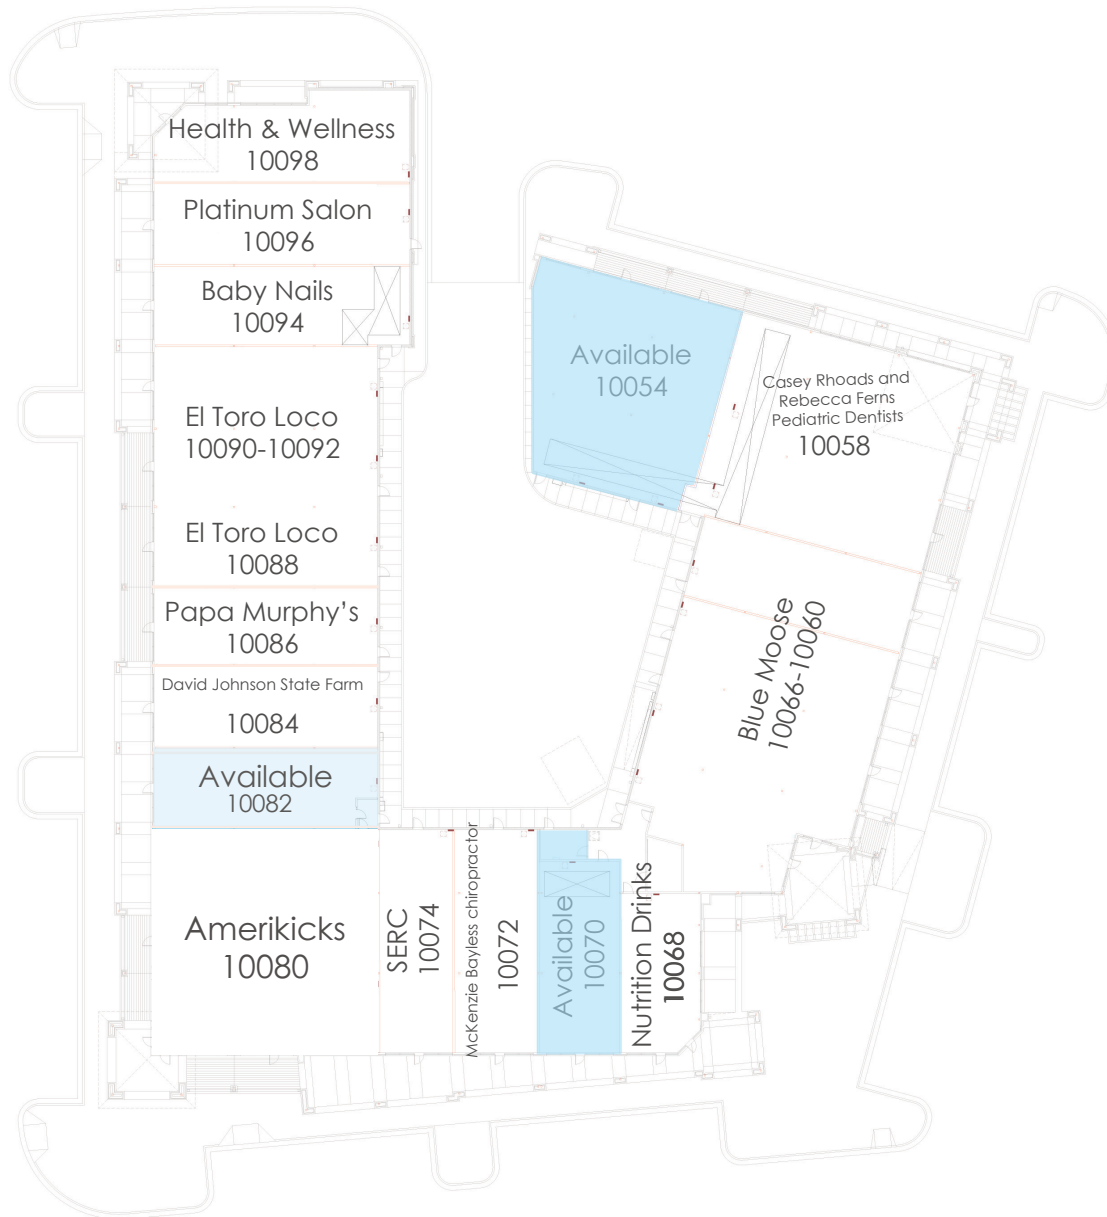 Health & Wellness
10098
Platinum Salon
10096
Baby Nails
10094
El Toro Loco
10090-10092
El Toro Loco
10088
Papa Murphy's
10086
David Johnson State Farm
10084
Available
10082
Amerikicks
10080
SERC
10074
McKenzie Bayless chiropractor
10072
Available
10070
Nutrition Drinks
10068
Blue Moose
10066-10060
Casey Rhoads and
Rebecca Ferns
Pediatric Dentists
10058
Available
10054